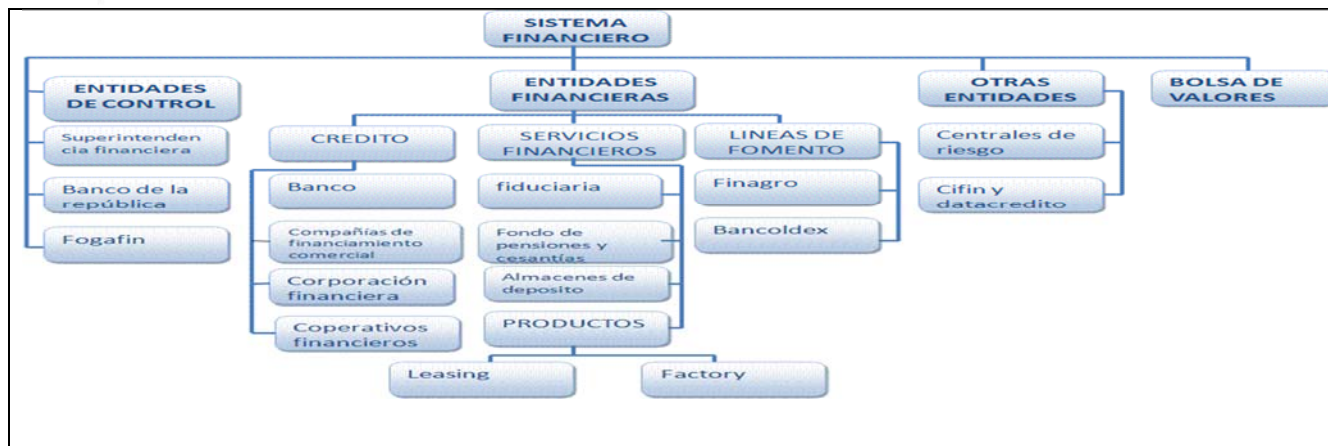 SISTEMA
FINANCIERO
ENTIDADES
DE CONTROL
Superintenden
cia financiera
Banco de la
república
Fogafin
ENTIDADES
FINANCIERAS
CREDITO
Banco
Compañías de
financiamiento
comercial
Corporación
financiera
Coperativos
financieros
SERVICIOS
FINANCIEROS
fiduciaria
Fondo de
pensiones y
cesantías
Almacenes de
deposito
PRODUCTOS
Leasing
Factory
LINEAS DE
FOMENTO
Finagro
Bancoldex
OTRAS
ENTIDADES
Centrales de
riesgo
Cifin y
datacredito
BOLSA DE
VALORES